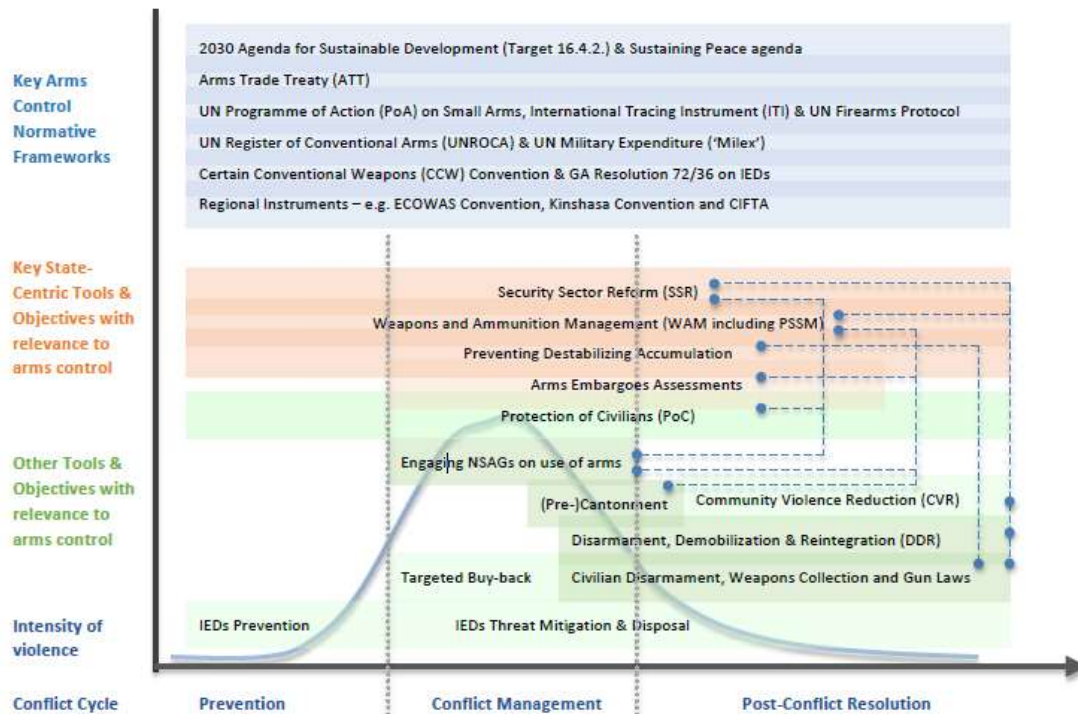 Key Arms
Control
Normative
Frameworks
2030 Agenda for Sustainable Development (Target 16.4.2.) & Sustaining Peace agenda
Arms Trade Treaty (ATT)
UN Programme of Action (PoA) on Small Arms, International Tracing Instrument (ITI) & UN Firearms Protocol
UN Register of Conventional Arms (UNROCA) & UN Military Expenditure (‘Milex’)
Certain Conventional Weapons (CCW) Convention & GA Resolution 72/36 on IEDs
Regional Instruments – e.g. ECOWAS Convention, Kinshasa Convention and CIFTA
Key State-
Centric Tools &
Objectives with
relevance to
arms control
Security Sector Reform (SSR)
Weapons and Ammunition Management (WAM including PSSM)
Preventing Destabilizing Accumulation
Arms Embargoes Assessments
Protection of Civilians (PoC)
Other Tools &
Objectives with
relevance to
arms control
Engaging NSAGs on use of arms
(Pre-)Cantonment
Community Violence Reduction (CVR)
Disarmament, Demobilization & Reintegration (DDR)
Targeted Buy-back
Civilian Disarmament, Weapons Collection and Gun Laws
Intensity of
violence
IEDs Prevention
IEDs Threat Mitigation & Disposal
Conflict Cycle
Prevention
Conflict Management
Post-Conflict Resolution